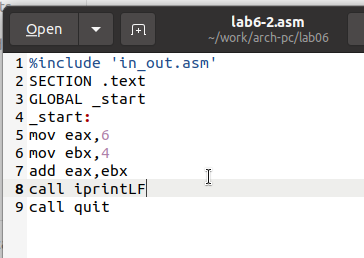 Open
lab6-2.asm
~/work/arch-pc/lab06
1 %include 'in_out.asm'
2 SECTION .text
3 GLOBAL _start
4 _start:
5 mov eax,6
6 mov ebx,4
7 add eax,ebx
8 call iprintLF
9 call quit